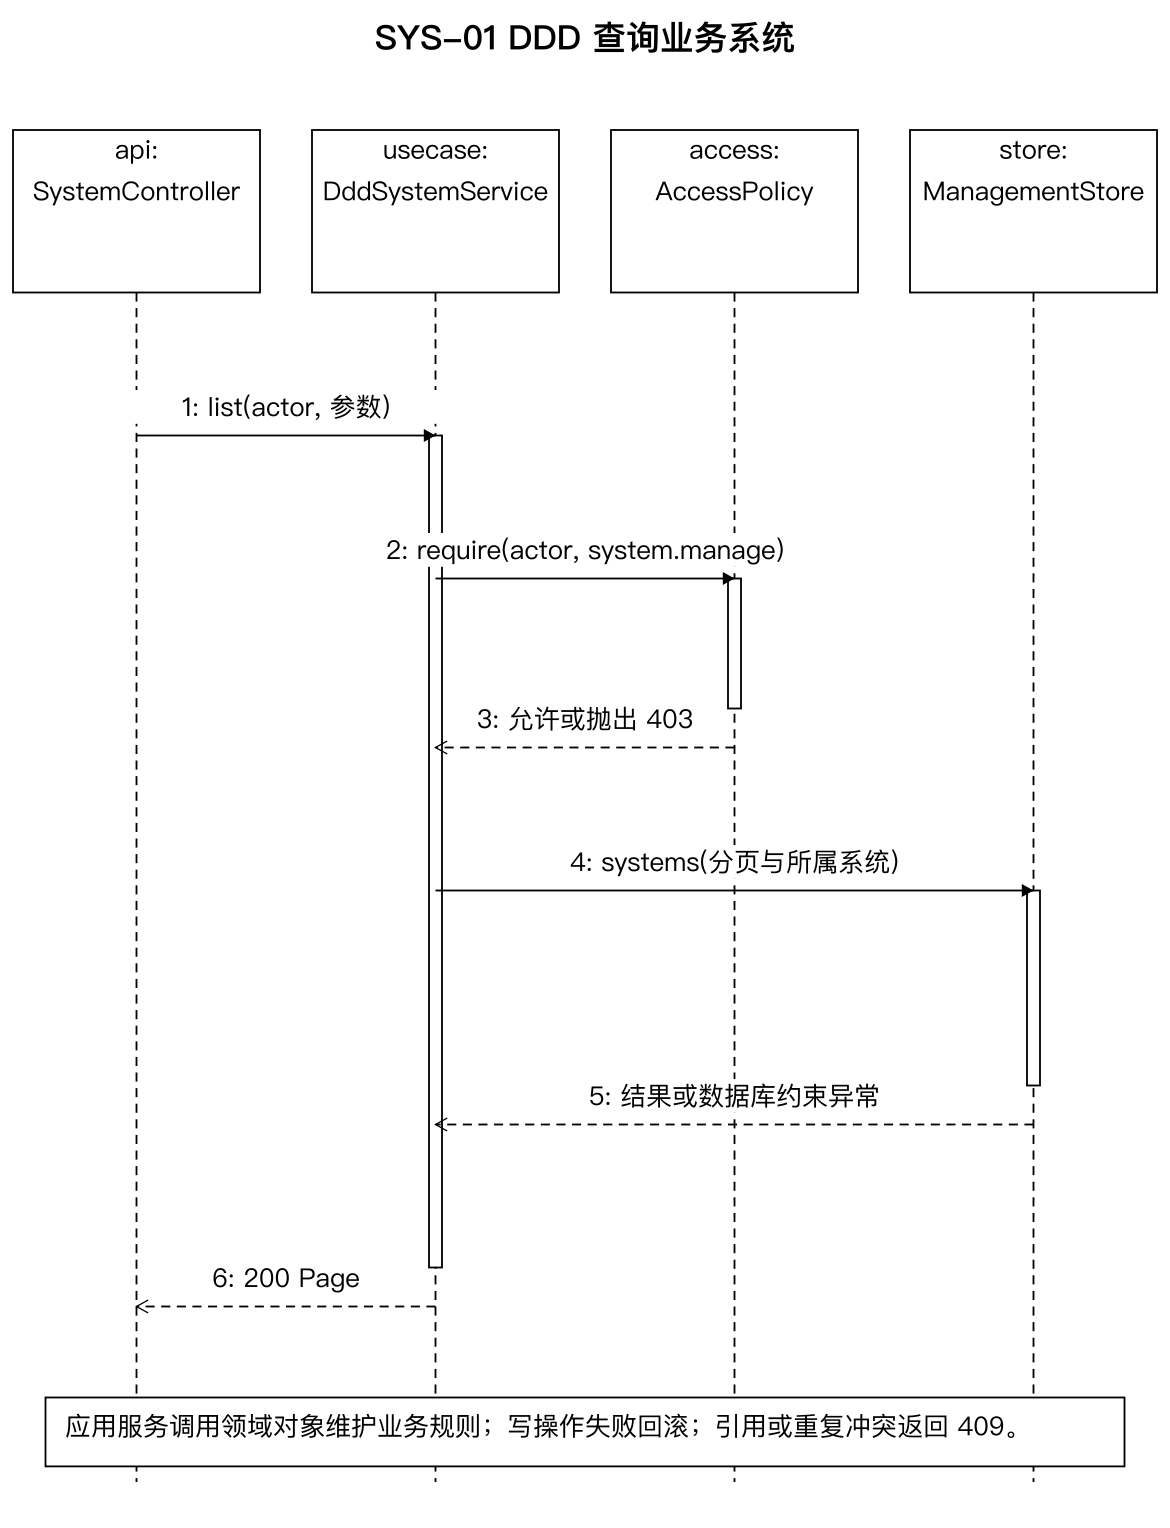 SYS-01 DDD 查询业务系统
api:
SystemController
usecase:
DddSystemService
access:
AccessPolicy
store:
ManagementStore
1: list(actor, 参数)
2: require(actor, system.manage)
3: 允许或抛出 403
4: systems(分页与所属系统)
5: 结果或数据库约束异常
6: 200 Page
应用服务调用领域对象维护业务规则；写操作失败回滚；引用或重复冲突返回 409。